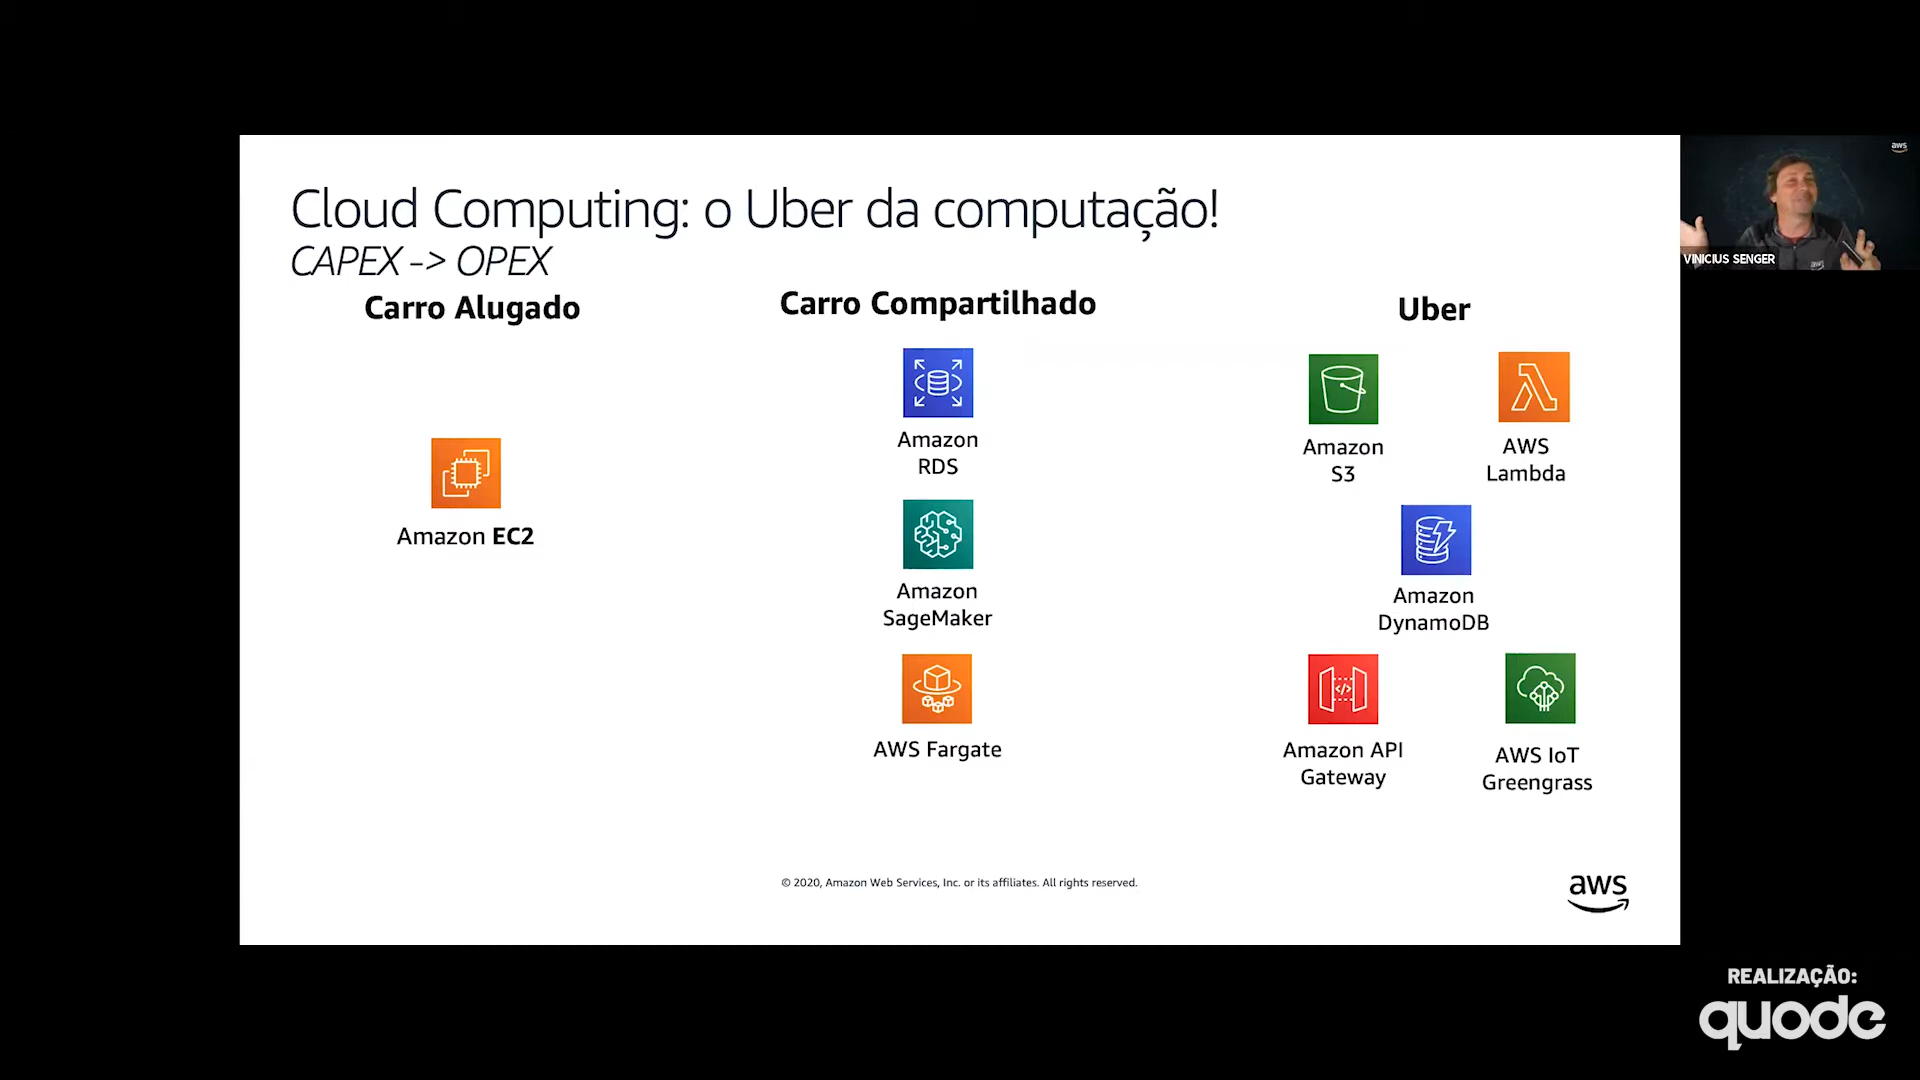 Cloud Computing: o Uber da computação!
CAPEX -> OPEX
Carro Alugado
Amazon EC2
Carro Compartilhado
Amazon
RDS
Amazon
SageMaker
AWS Fargate
Uber
Amazon
S3
AWS
Lambda
Amazon
DynamoDB
Amazon API
Gateway
AWS IoT
Greengrass
© 2020, Amazon Web Services, Inc. or its affiliates. All rights reserved.
aws
aws
VINICIUS SENGER
REALIZAÇÃO:
quode